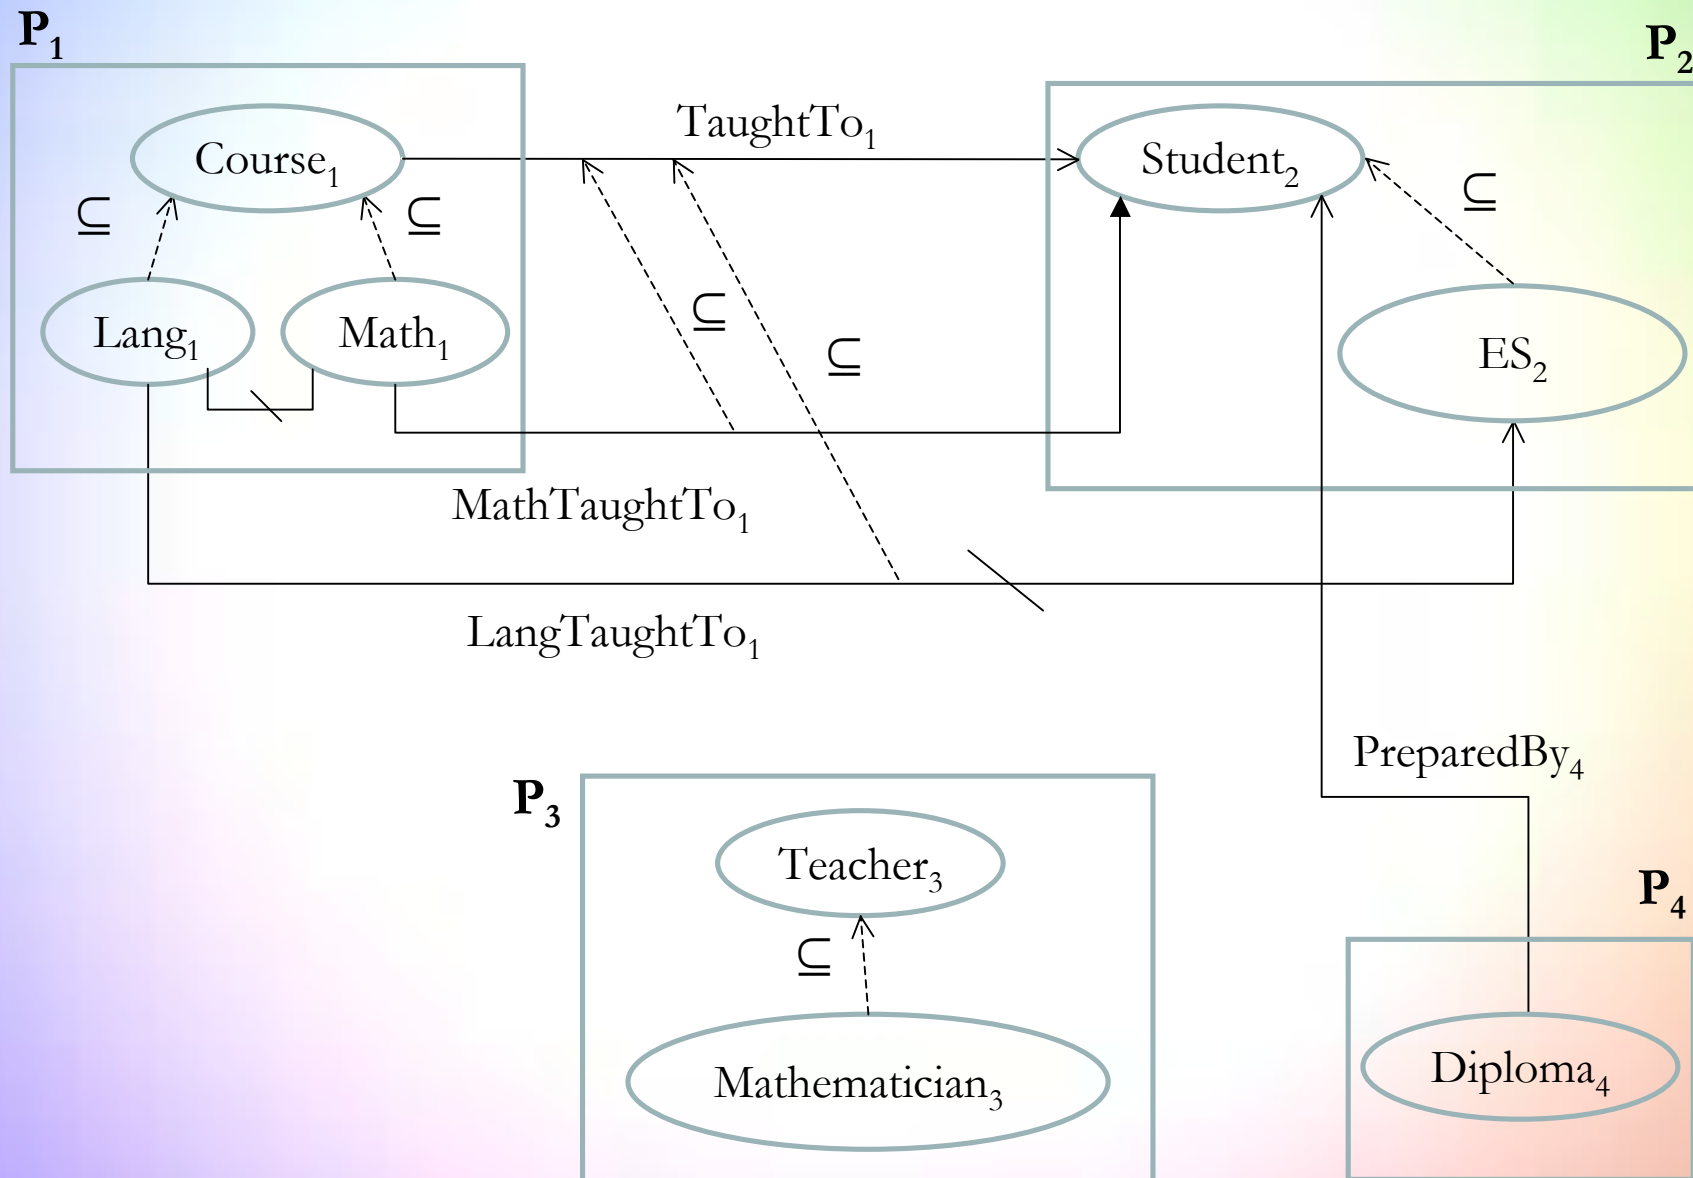 P₁
P₂
TaughtTo₁
Course₁
Student₂
⊆
⊆
⊆
⊆
Lang₁
Math₁
⊆
ES₂
MathTaughtTo₁
LangTaughtTo₁
PreparedBy₄
P₃
Teacher₃
P₄
⊆
Mathematician₃
Diploma₄